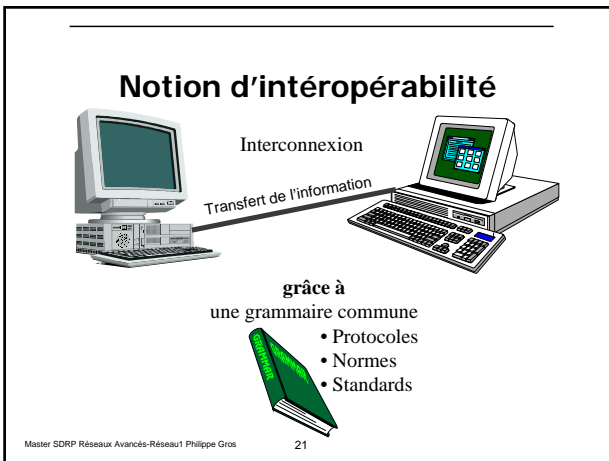 Notion d'intéropérabilité
Interconnexion
Transfert de l'information
grâce à
une grammaire commune
• Protocoles
• Normes
• Standards
GRAMMAR
Master SDRP Réseaux Avancés-Réseau1 Philippe Gros
21